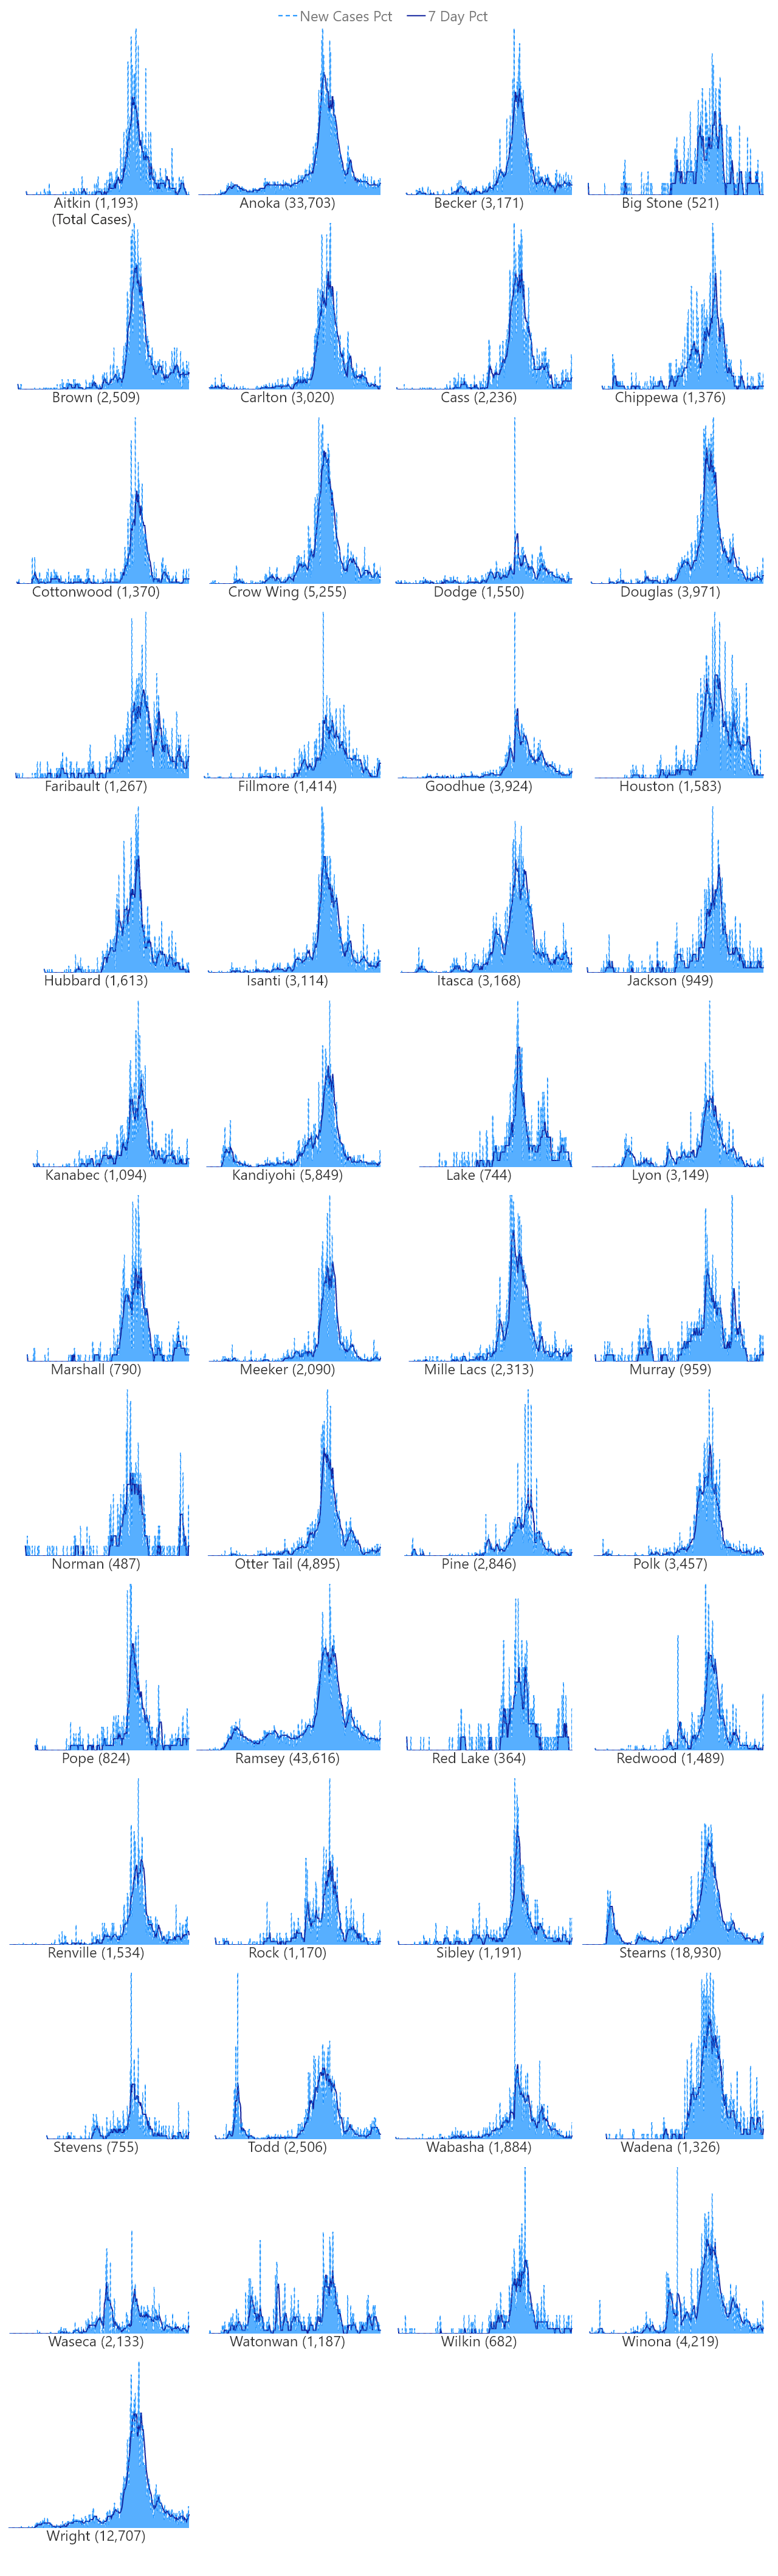 New Cases Pct 7 Day Pct
Aitkin (1,193) Anoka (33,703) Becker (3,171) Big Stone (521)
(Total Cases)
Brown (2,509) Carlton (3,020) Cass (2,236) Chippewa (1,376)
Cottonwood (1,370) Crow Wing (5,255) Dodge (1,550) Douglas (3,971)
Faribault (1,267) Fillmore (1,414) Goodhue (3,924) Houston (1,583)
Hubbard (1,613) Isanti (3,114) Itasca (3,168) Jackson (949)
Kanabec (1,094) Kandiyohi (5,849) Lake (744) Lyon (3,149)
Marshall (790) Meeker (2,090) Mille Lacs (2,313) Murray (959)
Norman (487) Otter Tail (4,895) Pine (2,846) Polk (3,457)
Pope (824) Ramsey (43,616) Red Lake (364) Redwood (1,489)
Renville (1,534) Rock (1,170) Sibley (1,191) Stearns (18,930)
Stevens (755) Todd (2,506) Wabasha (1,884) Wadena (1,326)
Waseca (2,133) Watonwan (1,187) Wilkin (682) Winona (4,219)
Wright (12,707)